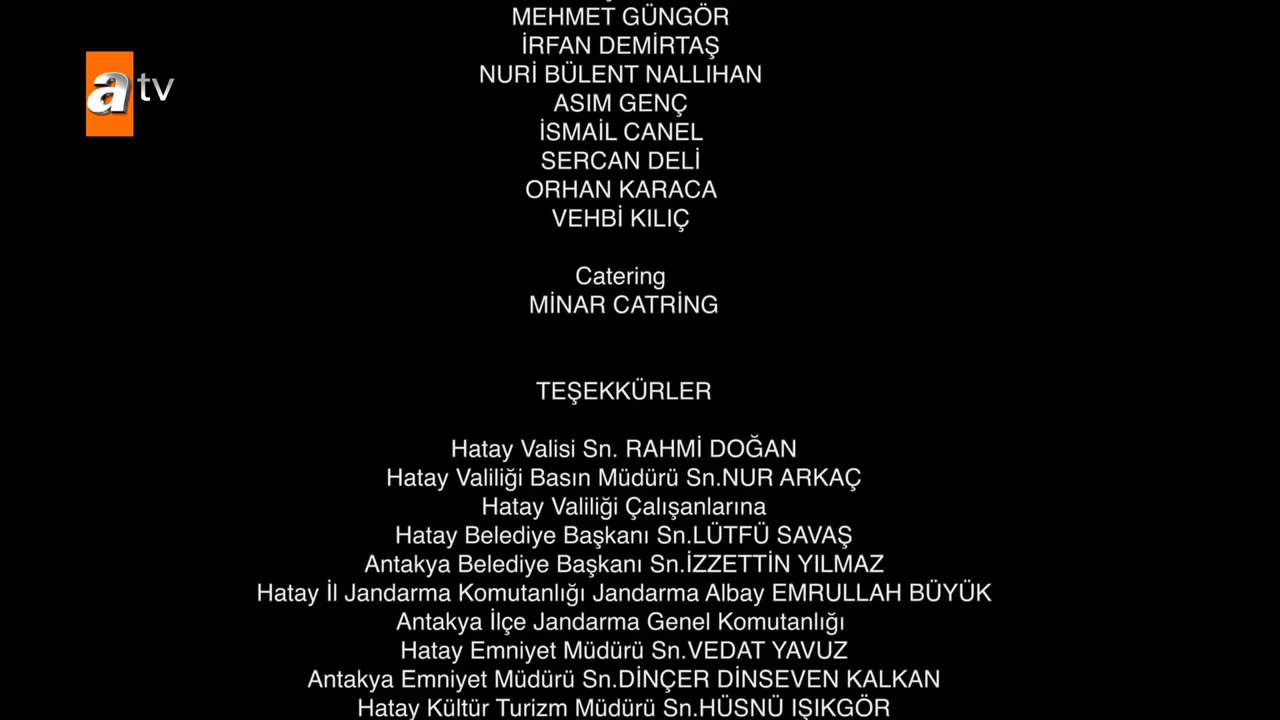 MEHMET GÜNGÖR
İRFAN DEMİRTAŞ
atv
NURİ BÜLENT NALLIHAN
ASIM GENÇ
İSMAİL CANEL
SERCAN DELİ
ORHAN KARACA
VEHBİ KILIÇ
Catering
MİNAR CATRİNG
TEŞEKKÜRLER
Hatay Valisi Sn. RAHMİ DOĞAN
Hatay Valiliği Basın Müdürü Sn.NUR ARKAÇ
Hatay Valiliği Çalışanlarına
Hatay Belediye Başkanı Sn.LÜTFÜ SAVAŞ
Antakya Belediye Başkanı Sn.İZZETTİN YILMAZ
Hatay İl Jandarma Komutanlığı Jandarma Albay EMRULLAH BÜYÜK
Antakya İlçe Jandarma Genel Komutanlığı
Hatay Emniyet Müdürü Sn.VEDAT YAVUZ
Antakya Emniyet Müdürü Sn.DİNÇER DİNSEVEN KALKAN
Hatay Kültür Turizm Müdürü Sn.HÜSNÜ IŞIKGÖR